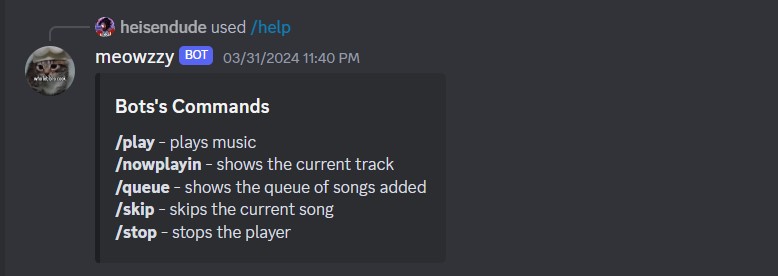 heisendude used /help
meowzzy BOT 03/31/2024 11:40 PM
Bots's Commands
/play - plays music
/nowplayin - shows the current track
/queue - shows the queue of songs added
/skip - skips the current song
/stop - stops the player